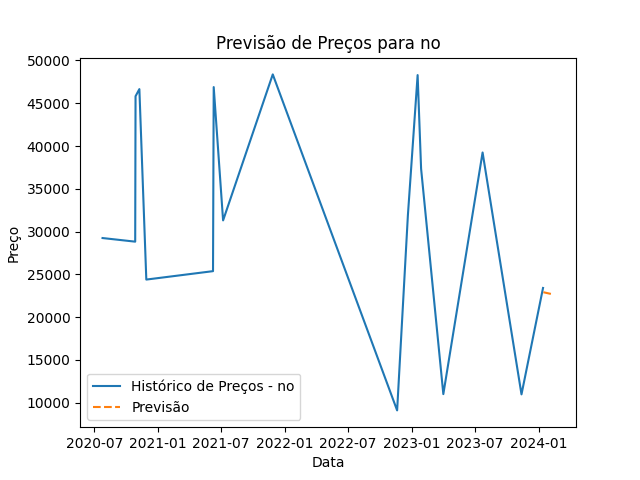 Previsão de Preços para no
Preço
50000
45000
40000
35000
30000
25000
20000
15000
10000
Histórico de Preços - no
Previsão
2020-07 2021-01 2021-07 2022-01 2022-07 2023-01 2023-07 2024-01
Data